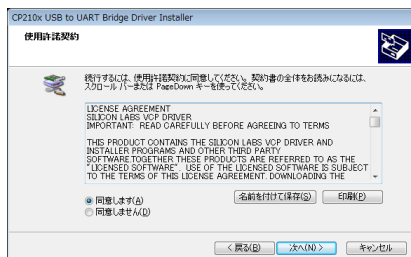 CP210x USB to UART Bridge Driver Installer
使用許諾契約
続行するには、使用許諾契約に同意してください。契約書の全体をお読みになるには、
スクロール バーまたは PageDown キーを使ってください。
LICENSE AGREEMENT
SILICON LABS VCP DRIVER
IMPORTANT: READ CAREFULLY BEFORE AGREEING TO TERMS
THIS PRODUCT CONTAINS THE SILICON LABS VCP DRIVER AND
INSTALLER PROGRAMS AND OTHER THIRD PARTY
SOFTWARE.TOGETHER THESE PRODUCTS ARE REFERRED TO AS THE
"LICENSED SOFTWARE". USE OF THE LICENSED SOFTWARE IS SUBJECT
TO THE TERMS OF THIS LICENSE AGREEMENT. DOWNLOADING THE
同意します(A)
名前を付けて保存(S)
印刷(P)
同意しません(D)
< 戻る(B)
次へ(N) >
キャンセル